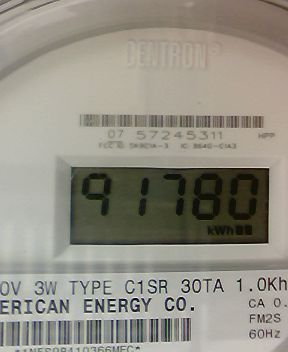 CENTRON®
07 57245311 HPP
91780
kWh
0V 3W TYPE C1SR 30TA 1.0Kh
ERICAN ENERGY CO.
CA 0.
FM2S
60Hz